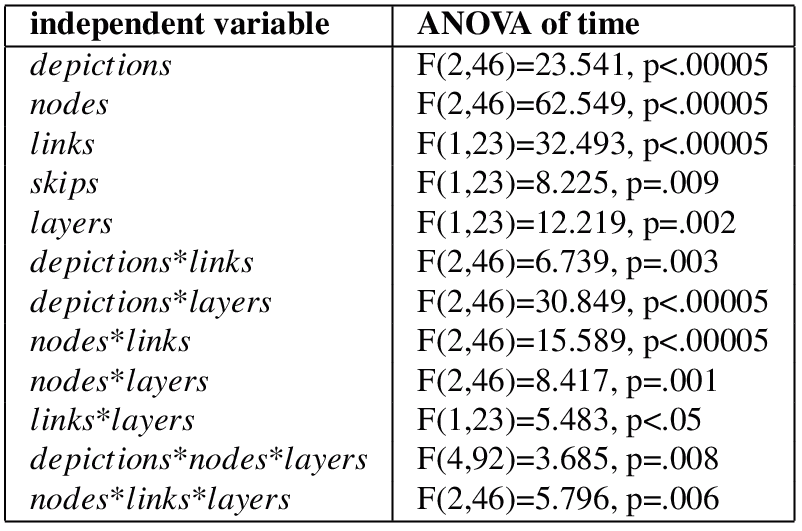 independent variable ANOVA of time
depictions F(2,46)=23.541, p<.00005
nodes F(2,46)=62.549, p<.00005
links F(1,23)=32.493, p<.00005
skips F(1,23)=8.225, p=.009
layers F(1,23)=12.219, p=.002
depictions*links F(2,46)=6.739, p=.003
depictions*layers F(2,46)=30.849, p<.00005
nodes*links F(2,46)=15.589, p<.00005
nodes*layers F(2,46)=8.417, p=.001
links*layers F(1,23)=5.483, p<.05
depictions*nodes*layers F(4,92)=3.685, p=.008
nodes*links*layers F(2,46)=5.796, p=.006